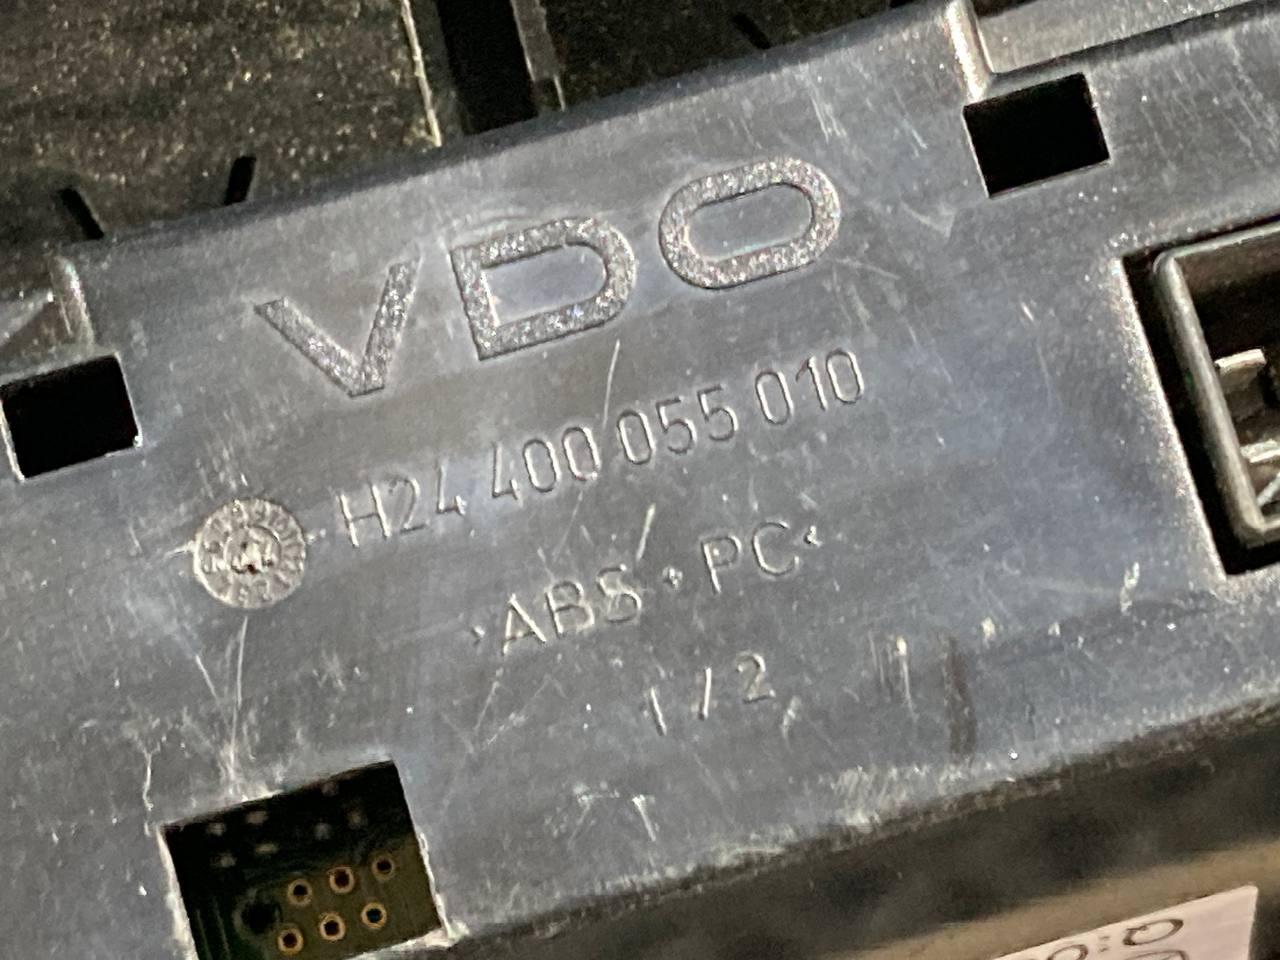 VDO
H24 400 055 010
>ABS + PC<
1 / 2